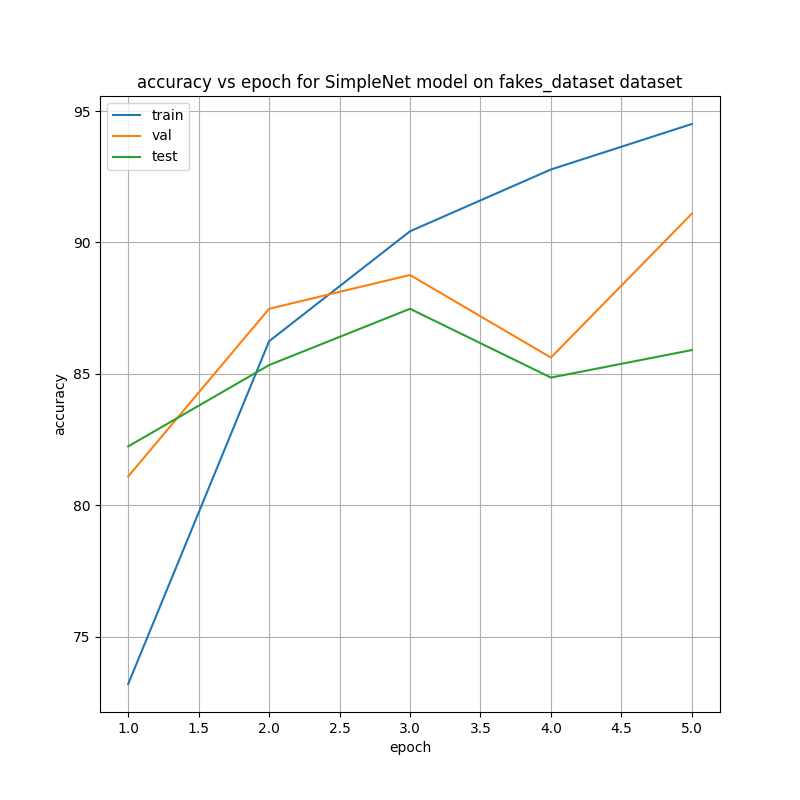 accuracy vs epoch for SimpleNet model on fakes_dataset dataset
train
val
test
95
90
85
80
75
accuracy
1.0 1.5 2.0 2.5 3.0 3.5 4.0 4.5 5.0
epoch